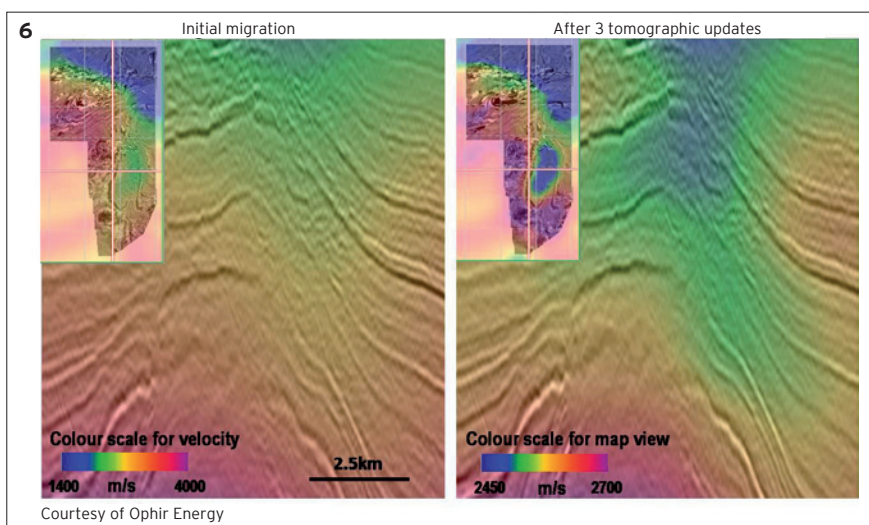 6
Initial migration
After 3 tomographic updates
Colour scale for velocity
1400 m/s 4000
2.5km
Colour scale for map view
2450 m/s 2700
Courtesy of Ophir Energy